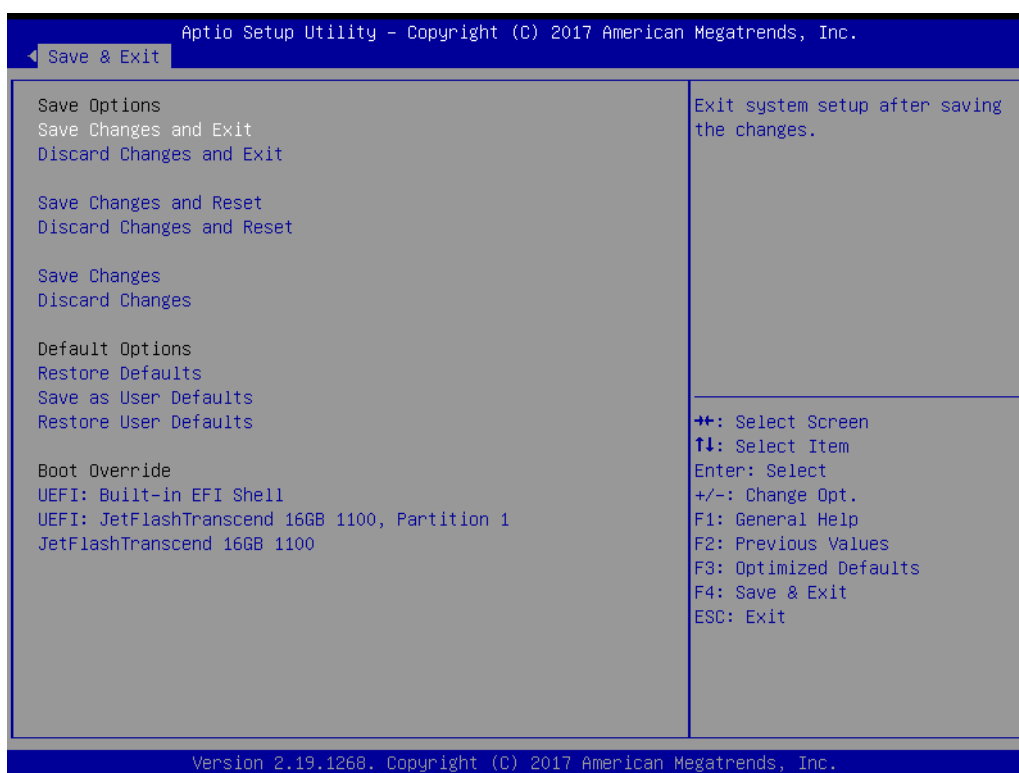 Aptio Setup Utility – Copyright (C) 2017 American Megatrends, Inc.
Save & Exit
Save Options
Save Changes and Exit
Discard Changes and Exit
Save Changes and Reset
Discard Changes and Reset
Save Changes
Discard Changes
Default Options
Restore Defaults
Save as User Defaults
Restore User Defaults
Boot Override
UEFI: Built-in EFI Shell
UEFI: JetFlashTranscend 16GB 1100, Partition 1
JetFlashTranscend 16GB 1100
Exit system setup after saving
the changes.
→←: Select Screen
↑↓: Select Item
Enter: Select
+/-: Change Opt.
F1: General Help
F2: Previous Values
F3: Optimized Defaults
F4: Save & Exit
ESC: Exit
Version 2.19.1268. Copyright (C) 2017 American Megatrends, Inc.